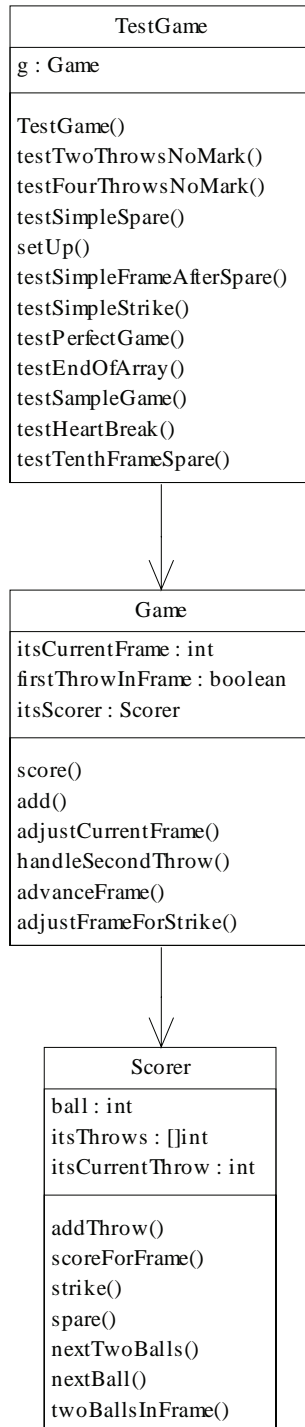 TestGame
g : Game
TestGame()
testTwoThrowsNoMark()
testFourThrowsNoMark()
testSimpleSpare()
setUp()
testSimpleFrameAfterSpare()
testSimpleStrike()
testPerfectGame()
testEndOfArray()
testSampleGame()
testHeartBreak()
testTenthFrameSpare()
Game
itsCurrentFrame : int
firstThrowInFrame : boolean
itsScorer : Scorer
score()
add()
adjustCurrentFrame()
handleSecondThrow()
advanceFrame()
adjustFrameForStrike()
Scorer
ball : int
itsThrows : []int
itsCurrentThrow : int
addThrow()
scoreForFrame()
strike()
spare()
nextTwoBalls()
nextBall()
twoBallsInFrame()